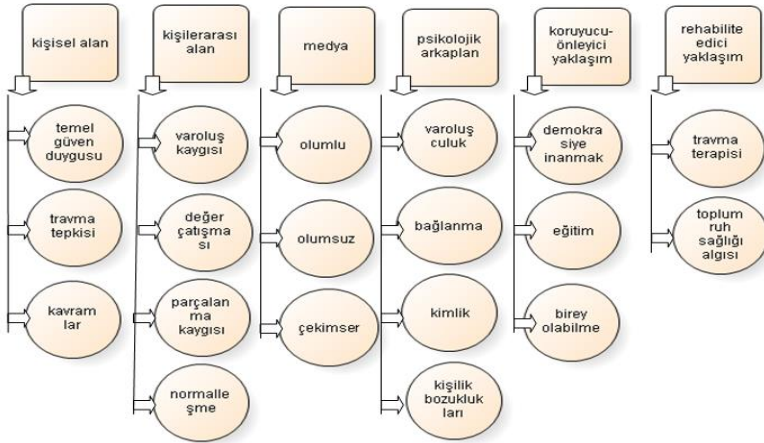 kişisel alan
temel
güven
duygusu
travma
tepkisi
kavram
lar
kişilerarası
alan
varoluş
kaygısı
değer
çatışma
sı
parçalan
ma kaygısı
normalle
şme
medya
olumlu
olumsuz
çekimser
psikolojik
arkaplan
varoluş
culuk
bağlanma
kimlik
kişilik
bozukluk
ları
koruyucu-
önleyici
yaklaşım
demokra
siye
inanmak
eğitim
birey
olabilme
rehabilite
edici
yaklaşım
travma
terapisi
toplum
ruh
sağlığı
algısı